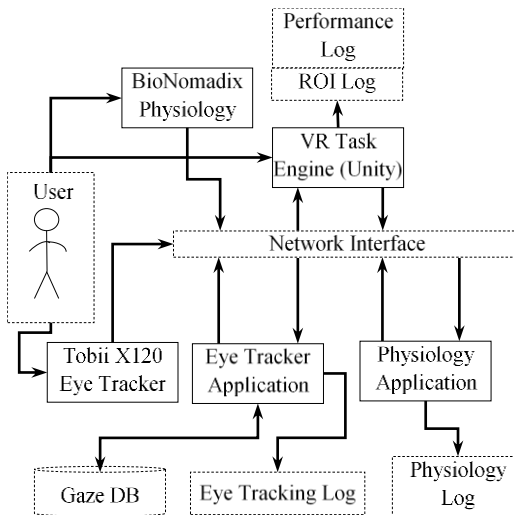 Performance
Log
ROI Log
BioNomadix
Physiology
VR Task
Engine (Unity)
User
Network Interface
Tobii X120
Eye Tracker
Eye Tracker
Application
Physiology
Application
Gaze DB
Eye Tracking Log
Physiology
Log